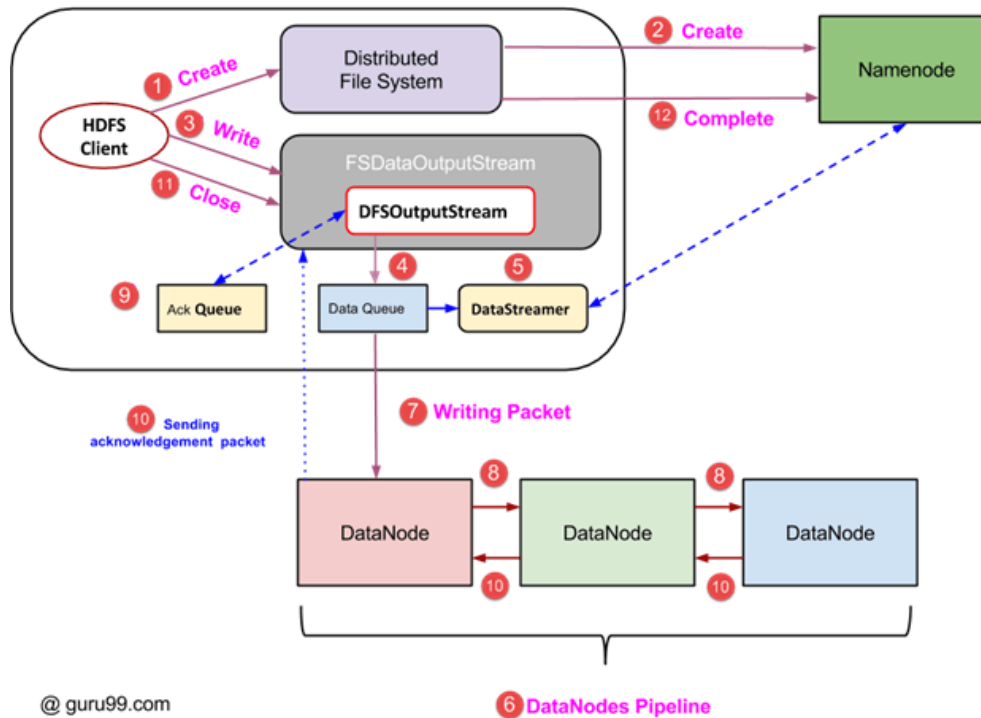 2 Create
Distributed
File System
Namenode
1 Create
12 Complete
HDFS
Client
3 Write
FSDataOutputStream
11 Close
DFSOutputStream
4
5
9
Ack Queue
Data Queue
DataStreamer
10 Sending
acknowledgement packet
7 Writing Packet
8
8
DataNode
DataNode
DataNode
10
10
@ guru99.com
6 DataNodes Pipeline